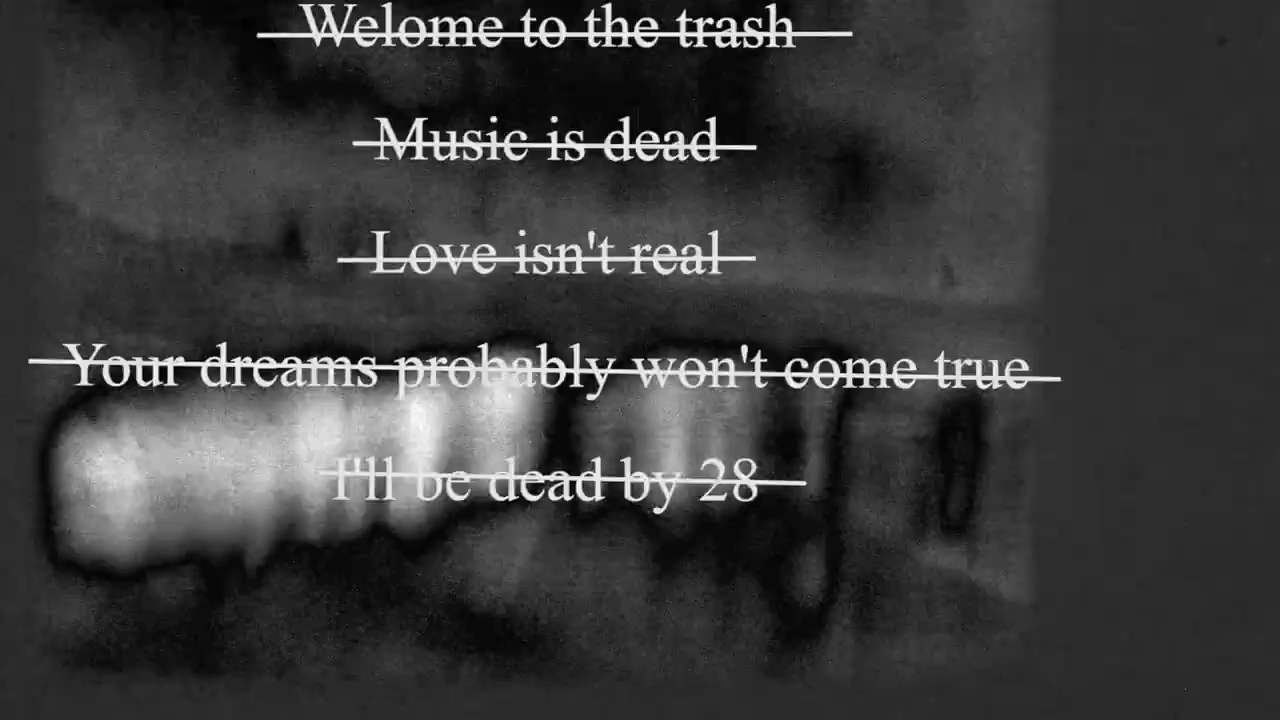 Welome to the trash
Music is dead
Love isn't real
Your dreams probably won't come true
I'll be dead by 28